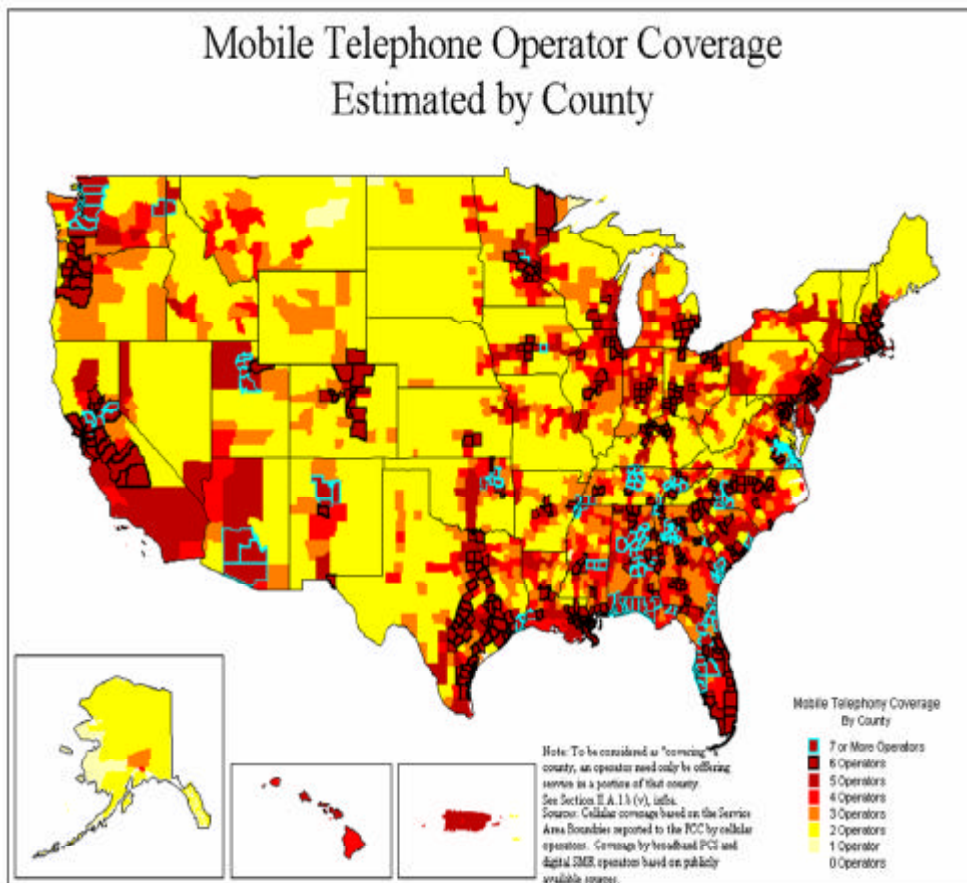 Mobile Telephone Operator Coverage
Estimated by County
Note: To be considered as "covering" a
county, an operator need only be offering
service in a portion of that county.
See Section II.A.1.b (v), infra.
Sources: Cellular coverage based on the Service
Area Boundries reported to the FCC by cellular
operators. Coverage by broadband PCS and
digital SMR operators based on publicly
available sources.
Mobile Telephony Coverage
By County
7 or More Operators
6 Operators
5 Operators
4 Operators
3 Operators
2 Operators
1 Operator
0 Operators